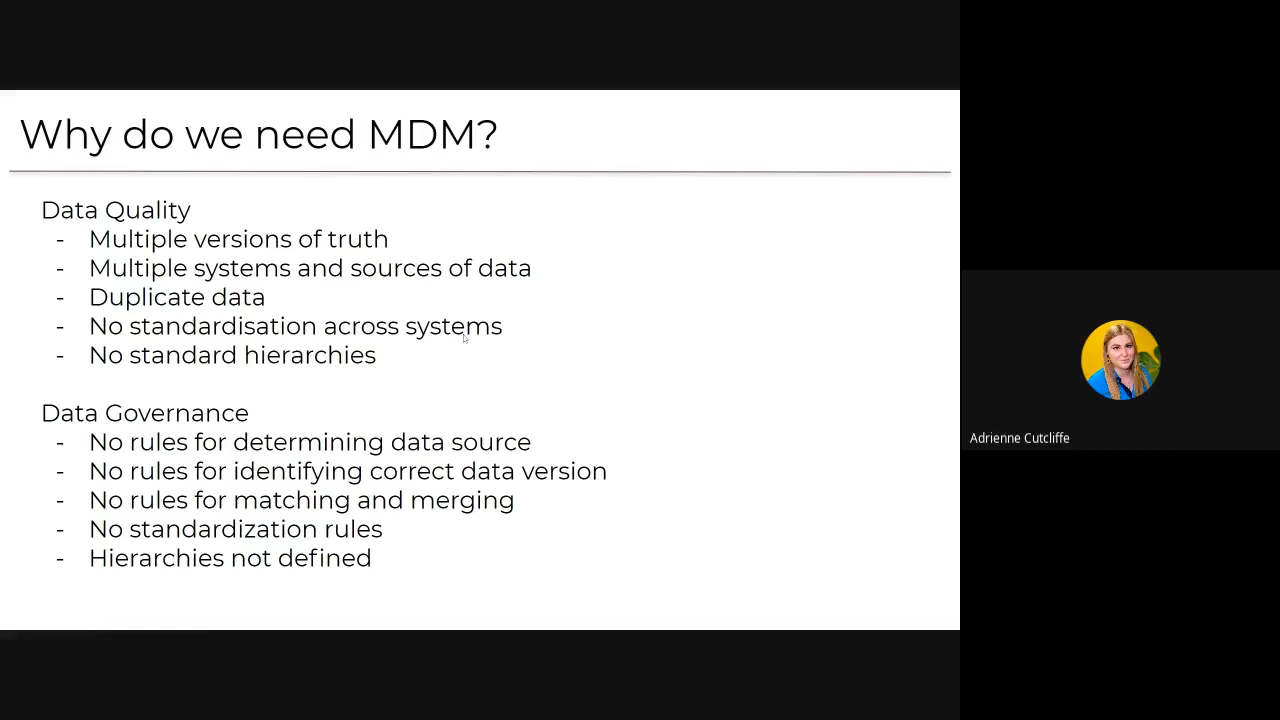 Why do we need MDM?
Data Quality
- Multiple versions of truth
- Multiple systems and sources of data
- Duplicate data
- No standardisation across systems
- No standard hierarchies
Data Governance
- No rules for determining data source
- No rules for identifying correct data version
- No rules for matching and merging
- No standardization rules
- Hierarchies not defined
Adrienne Cutcliffe